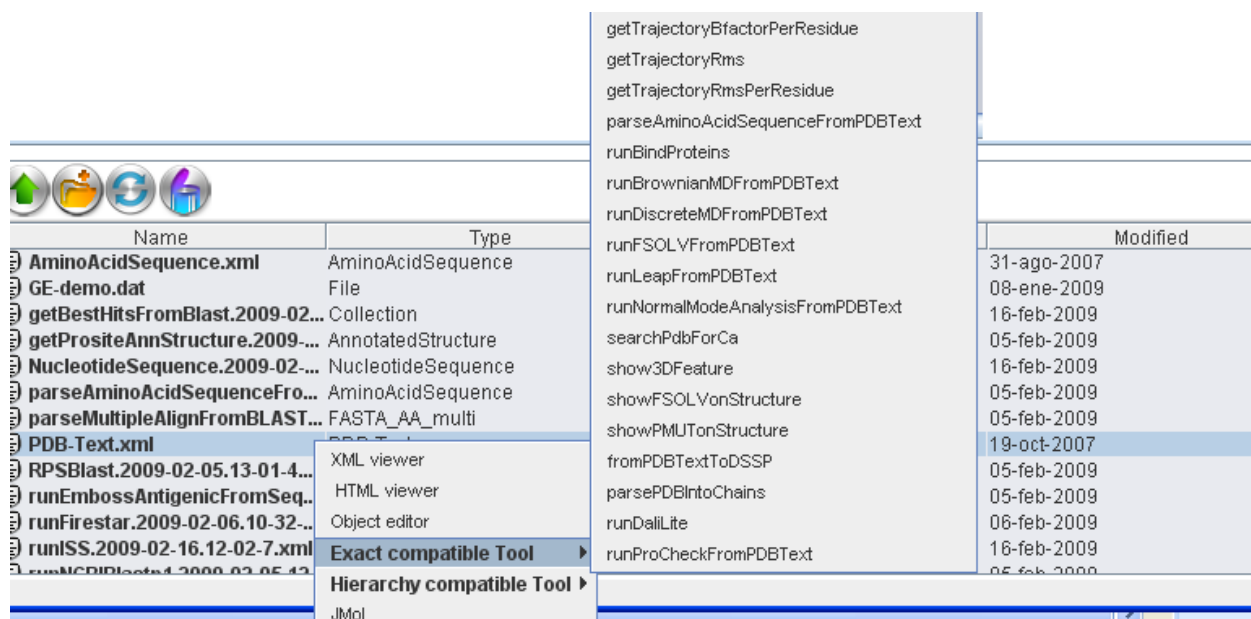 getTrajectoryBfactorPerResidue
getTrajectoryRms
getTrajectoryRmsPerResidue
parseAminoAcidSequenceFromPDBText
runBindProteins
runBrownianMDFromPDBText
runDiscreteMDFromPDBText
runFSOLVFromPDBText
runLeapFromPDBText
runNormalModeAnalysisFromPDBText
searchPdbForCa
show3DFeature
showFSOLVonStructure
showPMUTonStructure
fromPDBTextToDSSP
parsePDBIntoChains
runDaliLite
runProCheckFromPDBText
Name Type Modified
AminoAcidSequence.xml AminoAcidSequence 31-ago-2007
GE-demo.dat File 08-ene-2009
getBestHitsFromBlast.2009-02... Collection 16-feb-2009
getPrositeAnnStructure.2009-... AnnotatedStructure 05-feb-2009
NucleotideSequence.2009-02-... NucleotideSequence 16-feb-2009
parseAminoAcidSequenceFro... AminoAcidSequence 05-feb-2009
parseMultipleAlignFromBLAST... FASTA_AA_multi 05-feb-2009
PDB-Text.xml 19-oct-2007
RPSBlast.2009-02-05.13-01-4... 05-feb-2009
runEmbossAntigenicFromSeq... 05-feb-2009
runFirestar.2009-02-06.10-32-... 06-feb-2009
runISS.2009-02-16.12-02-7.xml 16-feb-2009
XML viewer
HTML viewer
Object editor
Exact compatible Tool
Hierarchy compatible Tool
JMol